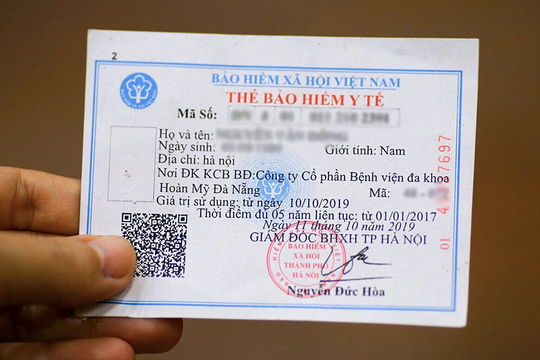 2
BẢO HIỂM XÃ HỘI VIỆT NAM
THẺ BẢO HIỂM Y TẾ
Mã Số:
Họ và tên:
Ngày sinh: Giới tính: Nam
Địa chỉ: hà nội
Nơi ĐK KCB BĐ:Công ty Cổ phần Bệnh viện đa khoa
Hoàn Mỹ Đà Nẵng Mã:
Giá trị sử dụng: từ ngày 10/10/2019
Thời điểm đủ 05 năm liên tục: từ 01/01/2017
Ngày 11 tháng 10 năm 2019
GIÁM ĐỐC BHXH TP HÀ NỘI
BẢO HIỂM
XÃ HỘI
THÀNH PHỐ
HÀ NỘI
Nguyễn Đức Hòa